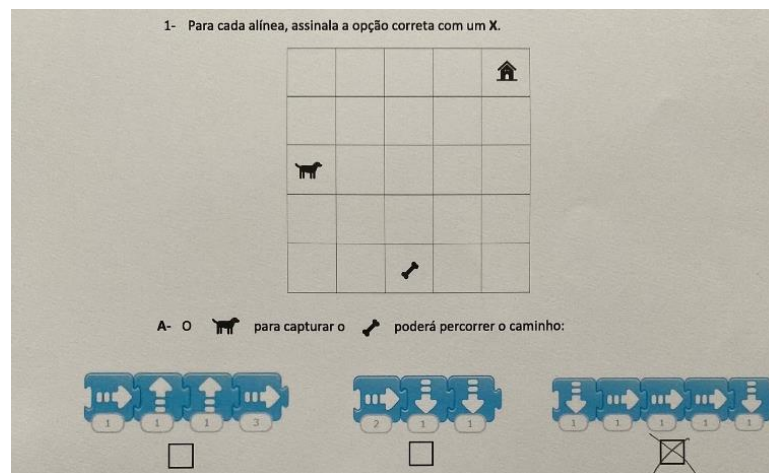 1- Para cada alínea, assinala a opção correta com um X.
A- O para capturar o poderá percorrer o caminho:
1 1 1 3
2 1 1
1 1 1 1 1